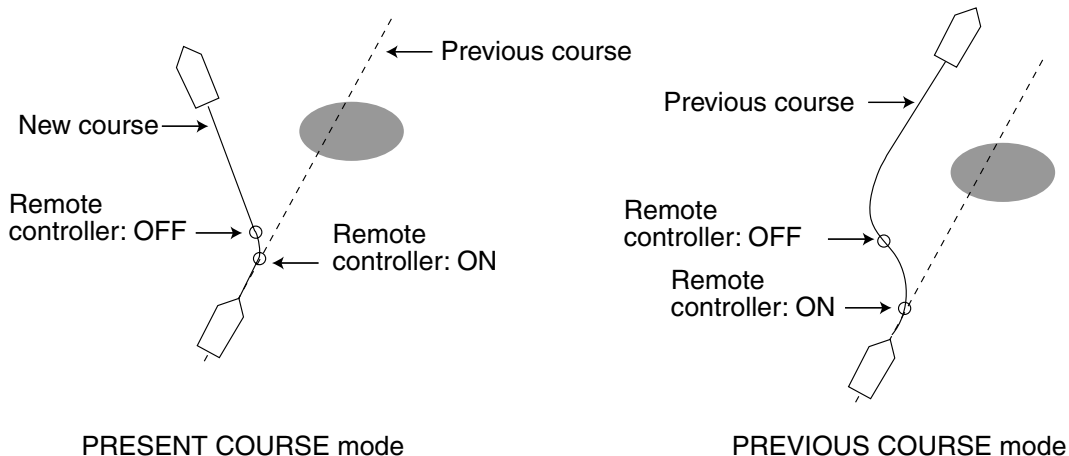 Previous course
New course
Remote
controller: OFF
Remote
controller: ON
PRESENT COURSE mode
Previous course
Remote
controller: OFF
Remote
controller: ON
PREVIOUS COURSE mode